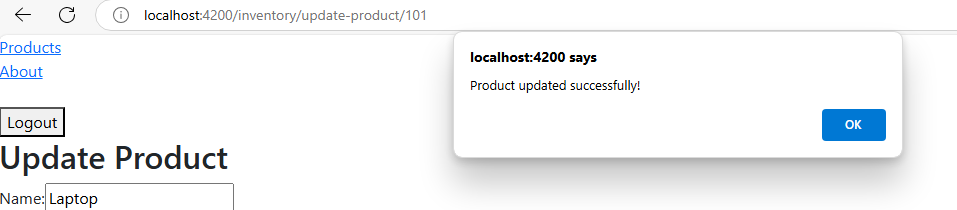 localhost:4200/inventory/update-product/101
Products
About
localhost:4200 says
Product updated successfully!
OK
Logout
Update Product
Name: Laptop